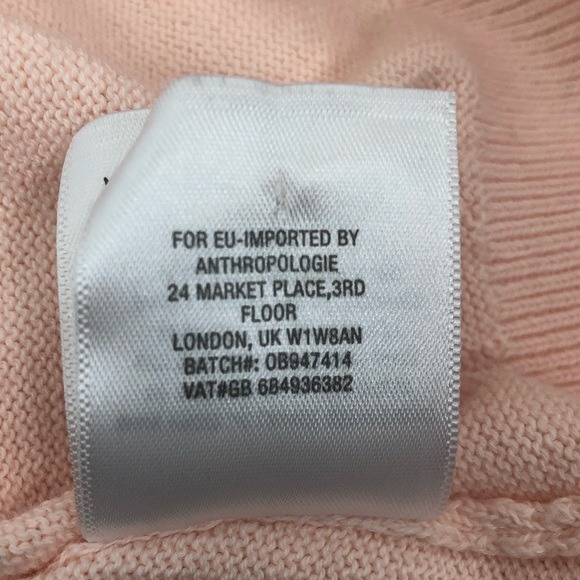 FOR EU-IMPORTED BY
ANTHROPOLOGIE
24 MARKET PLACE,3RD
FLOOR
LONDON, UK W1W8AN
BATCH#: OB947414
VAT#GB 684936382